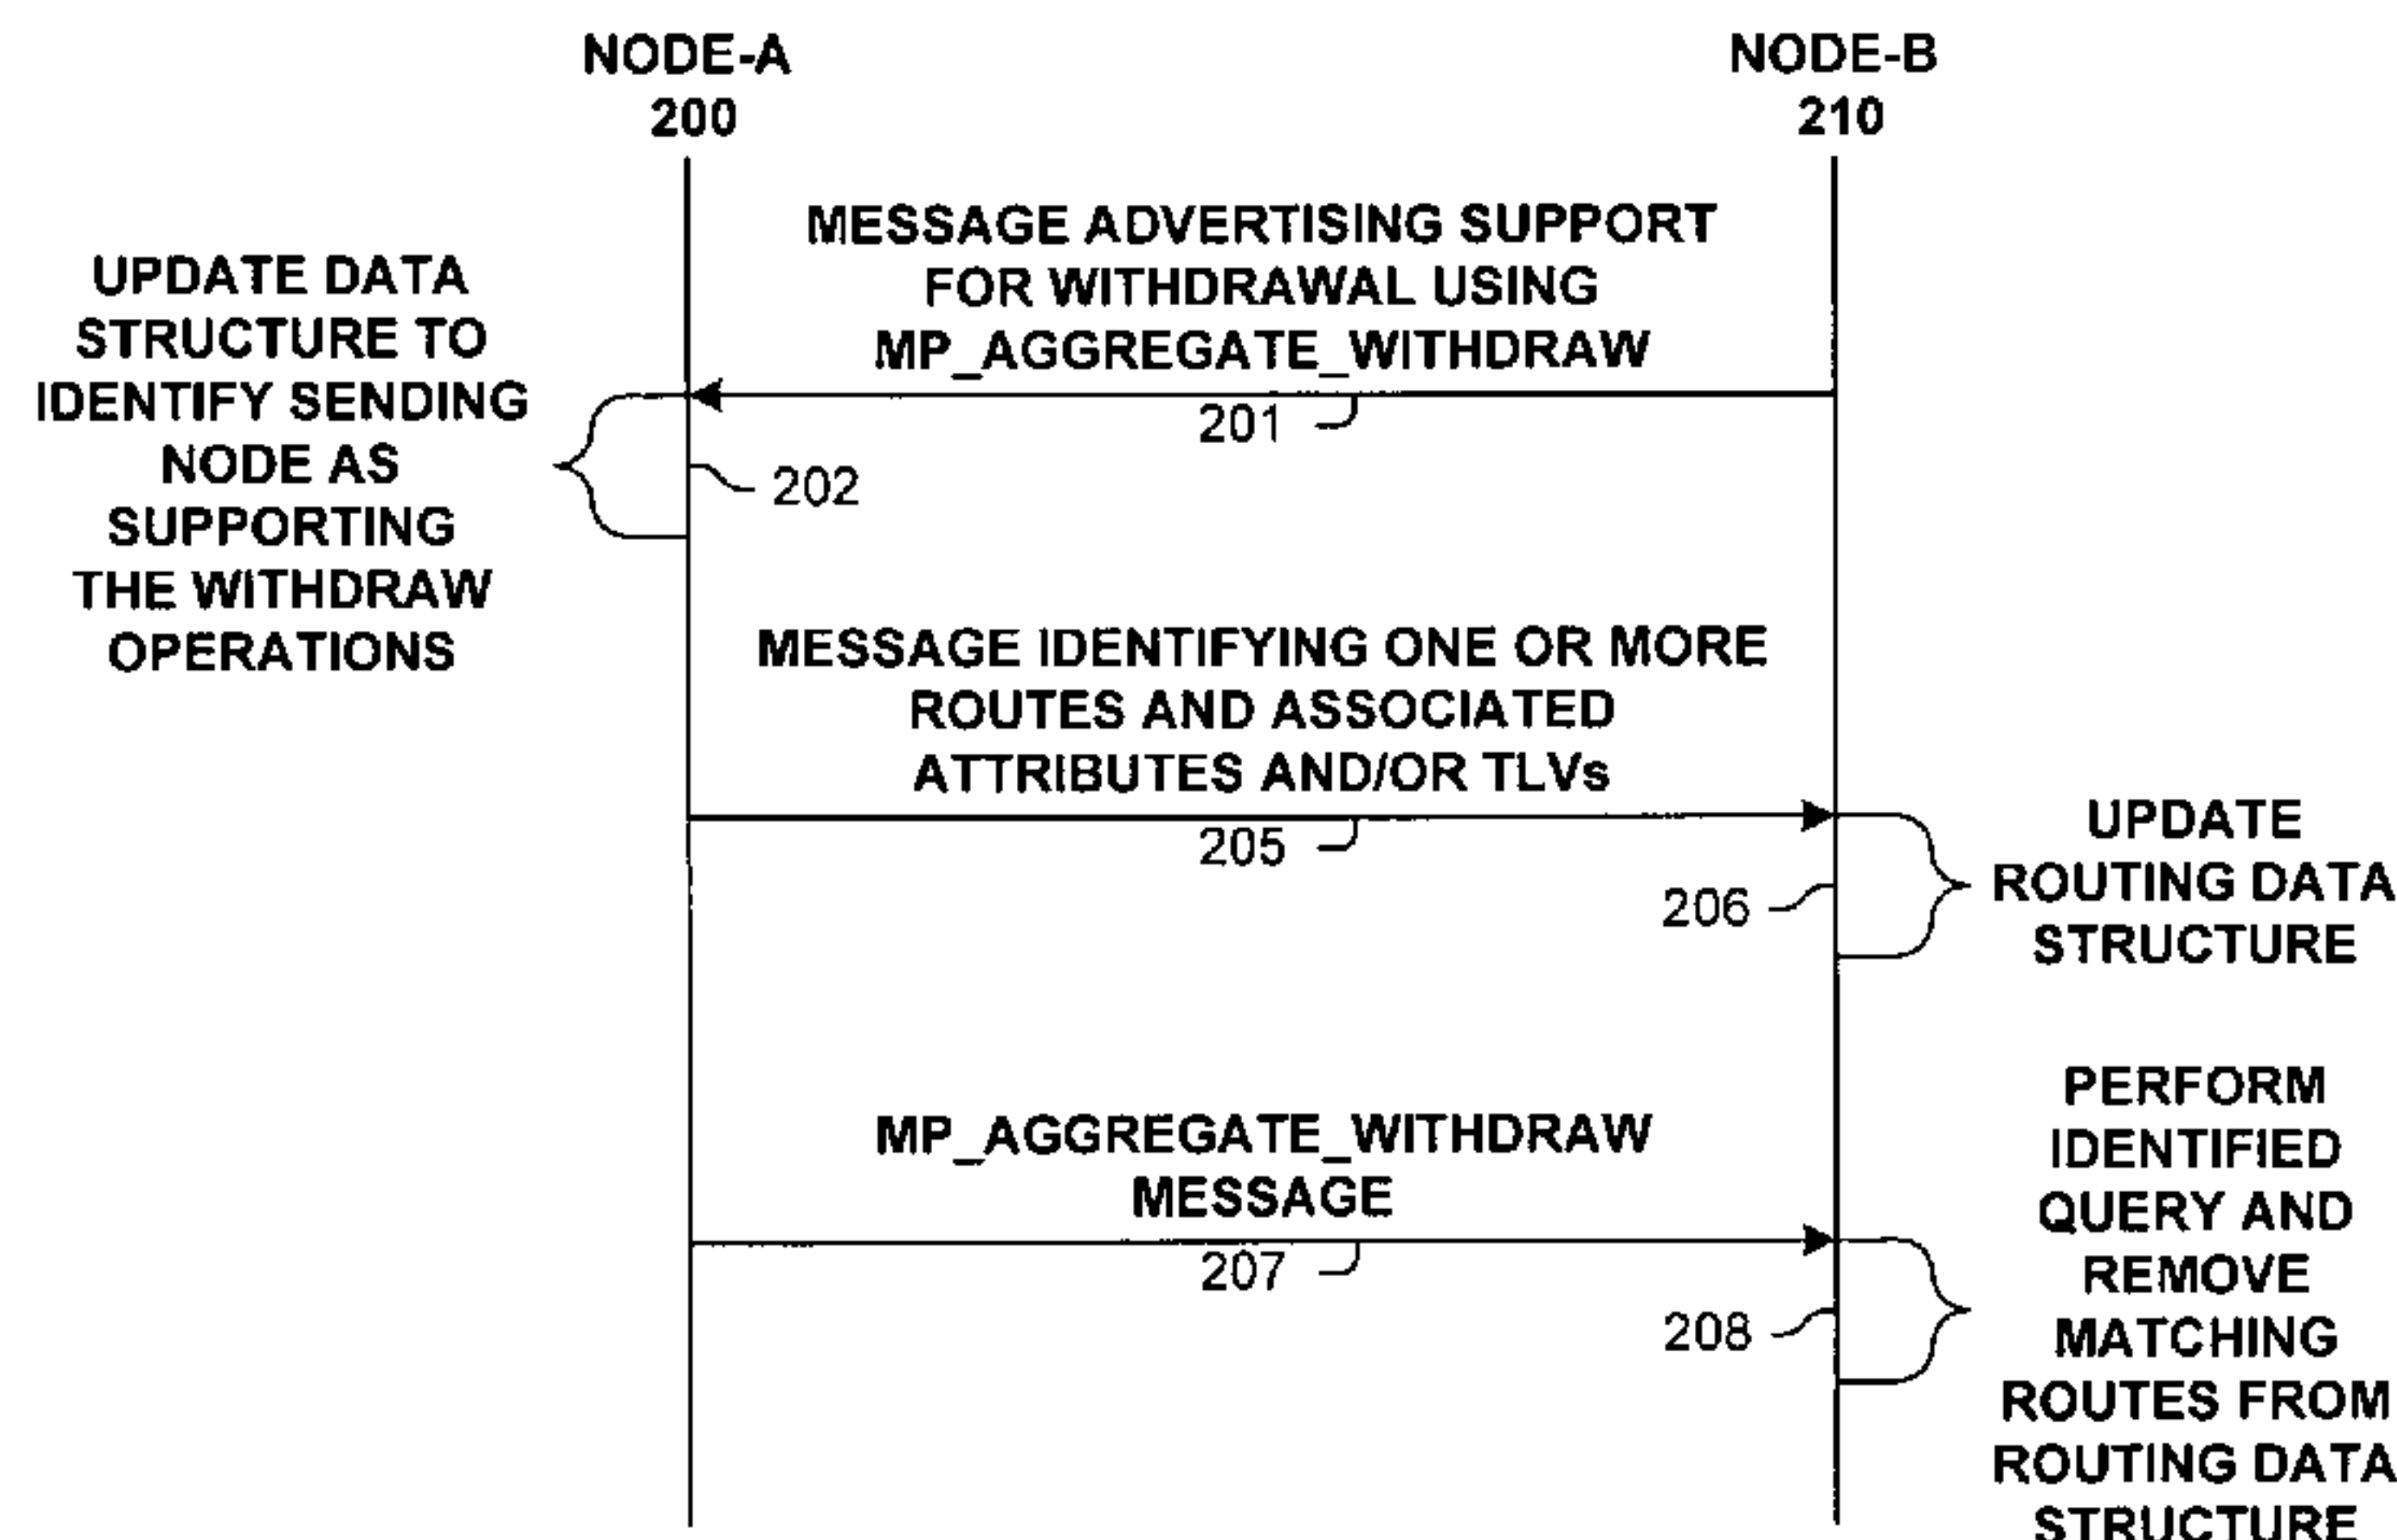 NODE-A
200
NODE-B
210
MESSAGE ADVERTISING SUPPORT
FOR WITHDRAWAL USING
MP_AGGREGATE_WITHDRAW
201
UPDATE DATA
STRUCTURE TO
IDENTIFY SENDING
NODE AS
SUPPORTING
THE WITHDRAW
OPERATIONS
202
MESSAGE IDENTIFYING ONE OR MORE
ROUTES AND ASSOCIATED
ATTRIBUTES AND/OR TLVs
205
206
UPDATE
ROUTING DATA
STRUCTURE
MP_AGGREGATE_WITHDRAW
MESSAGE
207
208
PERFORM
IDENTIFIED
QUERY AND
REMOVE
MATCHING
ROUTES FROM
ROUTING DATA
STRUCTURE